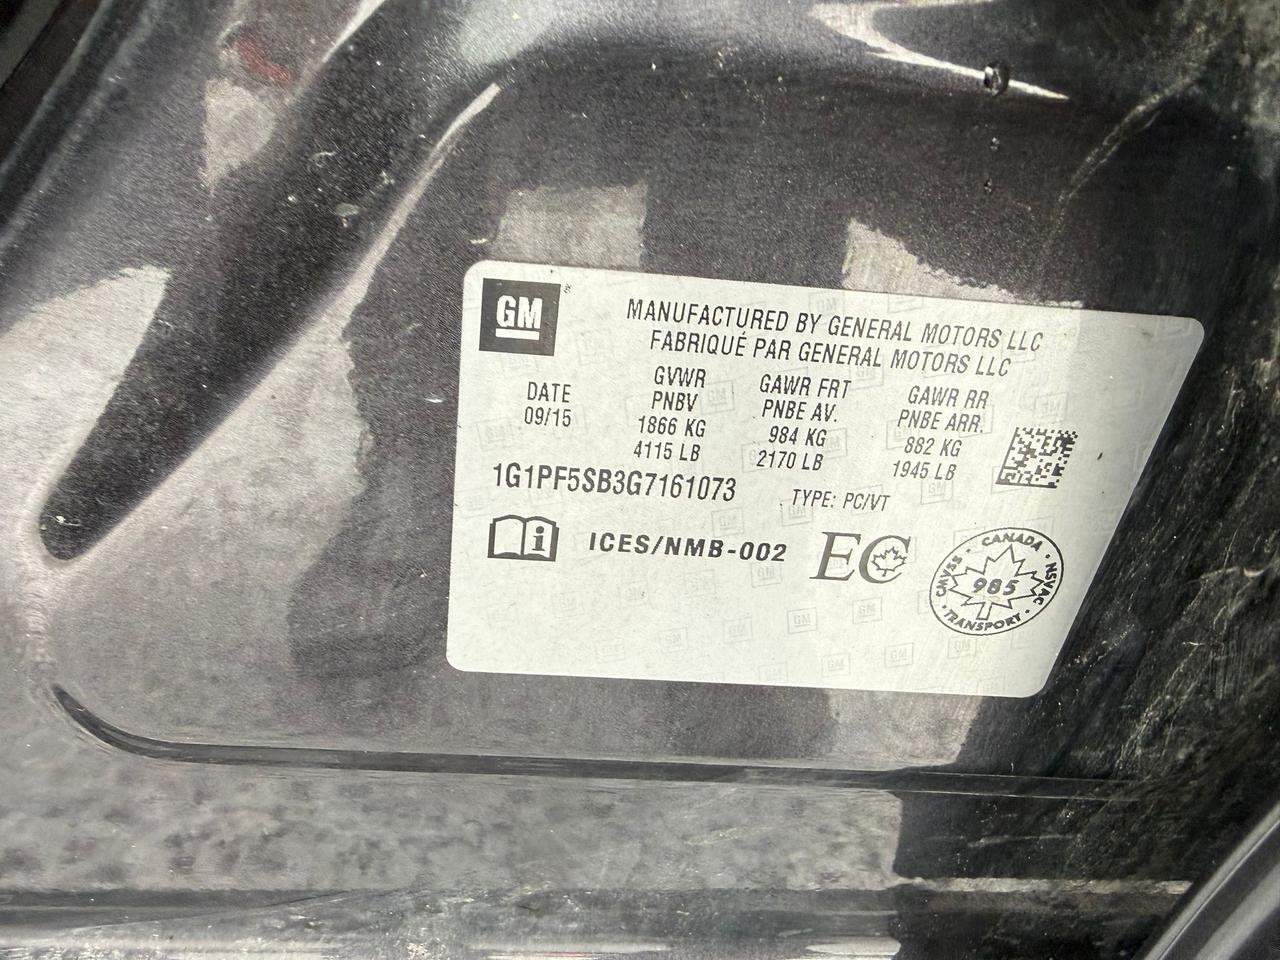 GM
MANUFACTURED BY GENERAL MOTORS LLC
FABRIQUÉ PAR GENERAL MOTORS LLC
DATE
09/15
GVWR
PNBV
1866 KG
4115 LB
GAWR FRT
PNBE AV.
984 KG
2170 LB
GAWR RR
PNBE ARR.
882 KG
1945 LB
1G1PF5SB3G7161073
TYPE: PC/VT
i
ICES/NMB-002
EC
CANADA
CMVSS · NSVAC
985
TRANSPORT